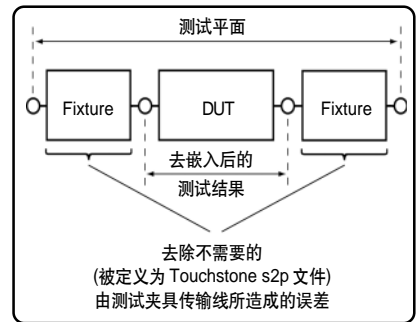 测试平面
Fixture
DUT
Fixture
去嵌入后的
测试结果
去除不需要的
(被定义为 Touchstone s2p 文件)
由测试夹具传输线所造成的误差